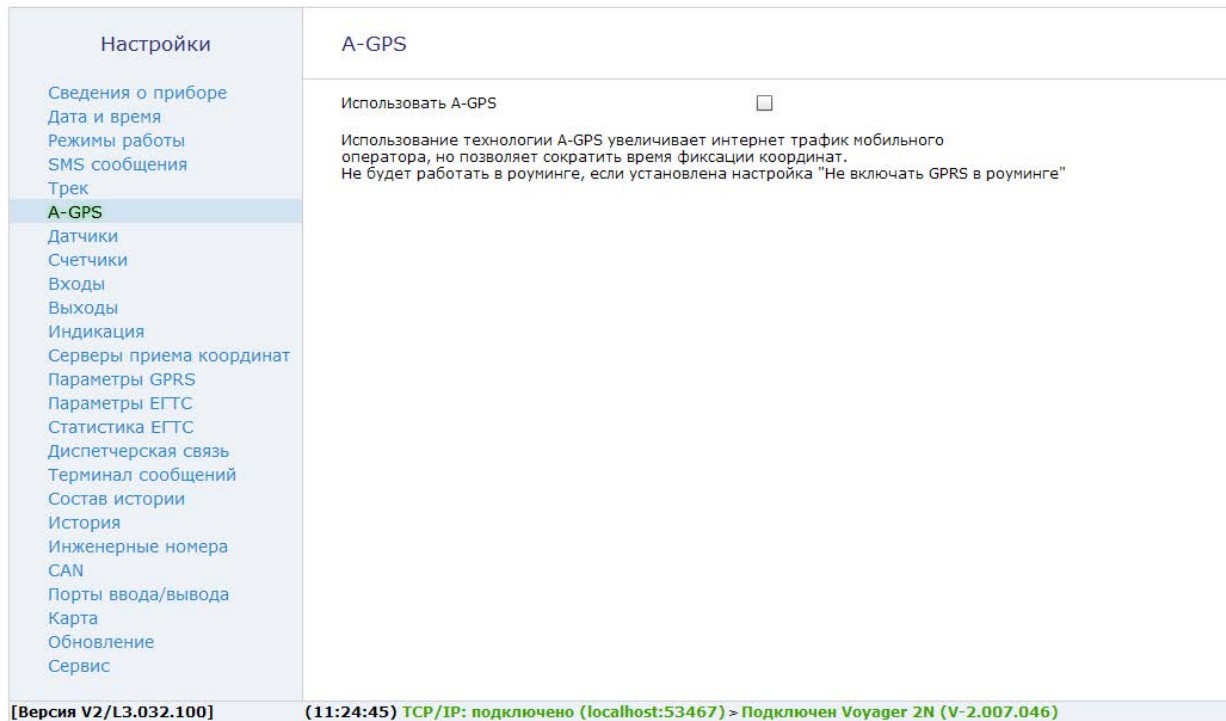 Настройки
Сведения о приборе
Дата и время
Режимы работы
SMS сообщения
Трек
A-GPS
Датчики
Счетчики
Входы
Выходы
Индикация
Серверы приема координат
Параметры GPRS
Параметры ЕГТС
Статистика ЕГТС
Диспетчерская связь
Терминал сообщений
Состав истории
История
Инженерные номера
CAN
Порты ввода/вывода
Карта
Обновление
Сервис
A-GPS
Использовать A-GPS
Использование технологии A-GPS увеличивает интернет трафик мобильного
оператора, но позволяет сократить время фиксации координат.
Не будет работать в роуминге, если установлена настройка "Не включать GPRS в роуминге"
[Версия V2/L3.032.100] (11:24:45) TCP/IP: подключено (localhost:53467) > Подключен Voyager 2N (V-2.007.046)